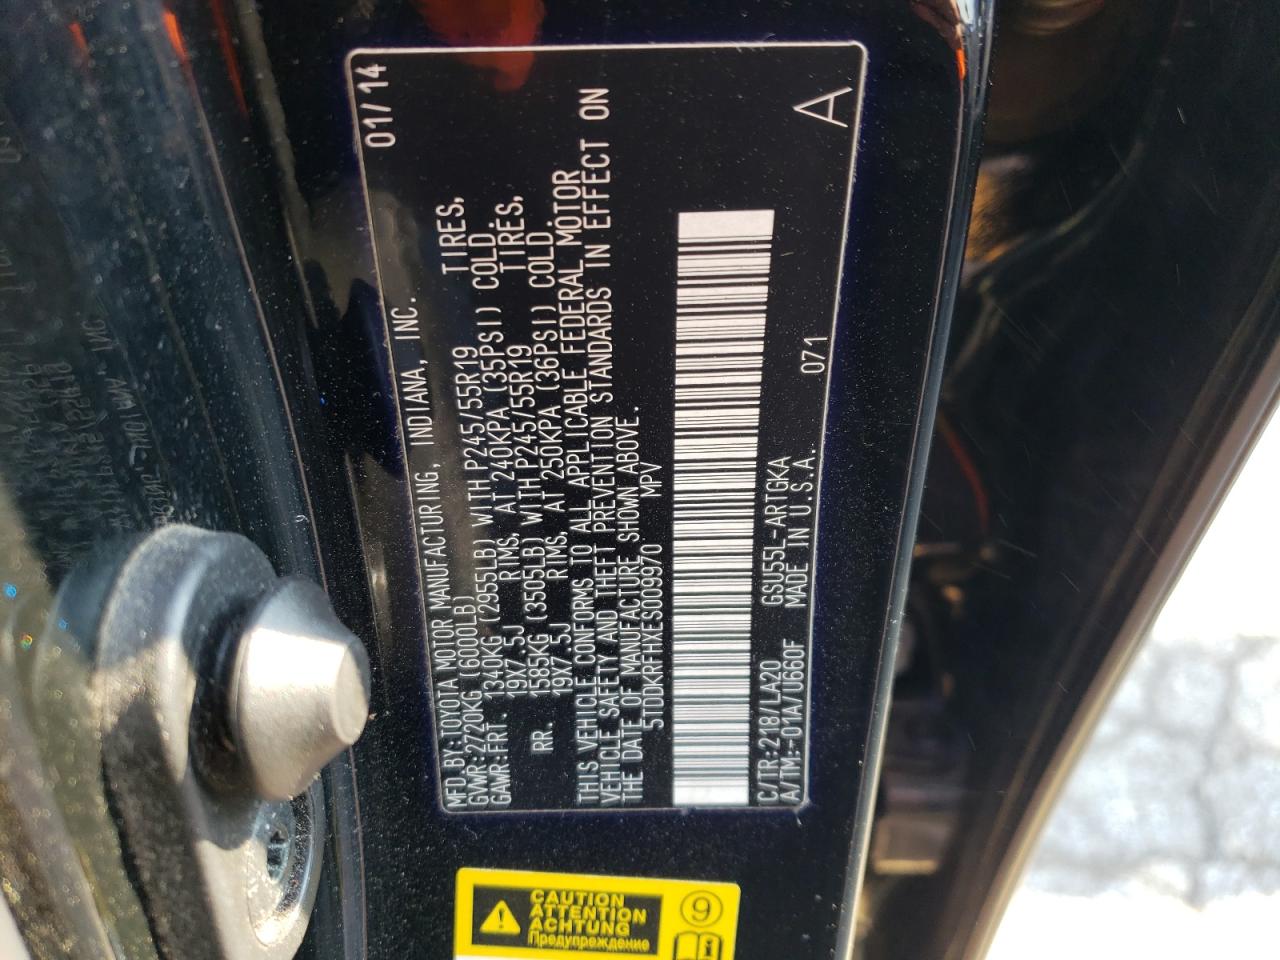 MFD.BY:TOYOTA MOTOR MANUFACTURING, INDIANA, INC. 01/14
GVWR:2720KG (6000LB)
GAWR:FRT. 1340KG (2955LB) WITH P245/55R19 TIRES,
19X7.5J RIMS, AT 240KPA (35PSI) COLD.
RR. 1585KG (3505LB) WITH P245/55R19 TIRES,
19X7.5J RIMS, AT 250KPA (36PSI) COLD.
THIS VEHICLE CONFORMS TO ALL APPLICABLE FEDERAL MOTOR
VEHICLE SAFETY AND THEFT PREVENTION STANDARDS IN EFFECT ON
THE DATE OF MANUFACTURE SHOWN ABOVE.
5TDDKRFHXES009970 MPV
C/TR:218/LA20 GSU55L-ARTGKA 071
A/TM:-011A/U660F MADE IN U.S.A. A
CAUTION
ATTENTION
ACHTUNG
Предупреждение
9